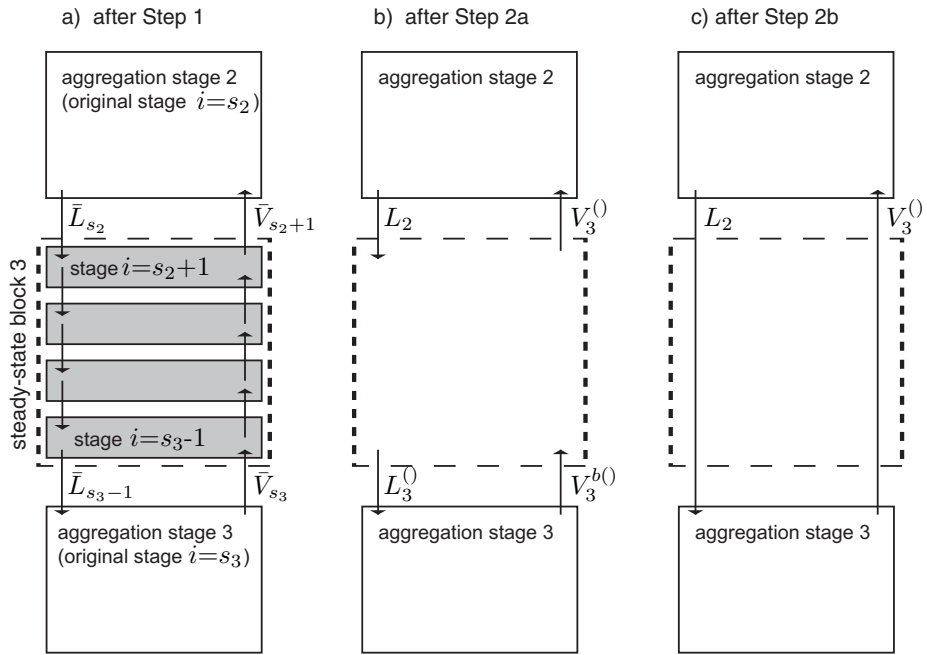 a) after Step 1
aggregation stage 2
(original stage i=s₂)
L̄_{s₂}
V̄_{s₂+1}
steady-state block 3
stage i=s₂+1
stage i=s₃-1
L̄_{s₃−1}
V̄_{s₃}
aggregation stage 3
(original stage i=s₃)
b) after Step 2a
aggregation stage 2
L₂
V₃^{()}
L₃^{()}
V₃^{b()}
aggregation stage 3
c) after Step 2b
aggregation stage 2
L₂
V₃^{()}
aggregation stage 3